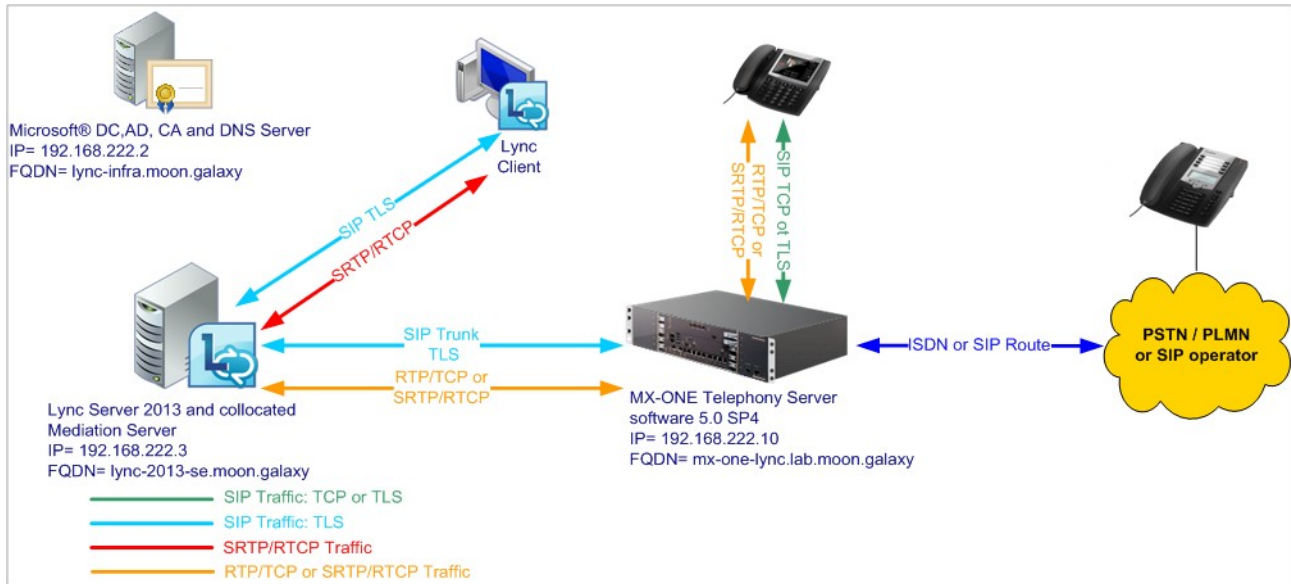 Microsoft® DC,AD, CA and DNS Server
IP= 192.168.222.2
FQDN= lync-infra.moon.galaxy
Lync
Client
SIP TLS
SRTP/RTCP
RTP/TCP or
SRTP/RTCP
SIP TCP ot TLS
SIP Trunk
TLS
RTP/TCP or
SRTP/RTCP
ISDN or SIP Route
PSTN / PLMN
or SIP operator
Lync Server 2013 and collocated
Mediation Server
IP= 192.168.222.3
FQDN= lync-2013-se.moon.galaxy
MX-ONE Telephony Server
software 5.0 SP4
IP= 192.168.222.10
FQDN= mx-one-lync.lab.moon.galaxy
SIP Traffic: TCP or TLS
SIP Traffic: TLS
SRTP/RTCP Traffic
RTP/TCP or SRTP/RTCP Traffic